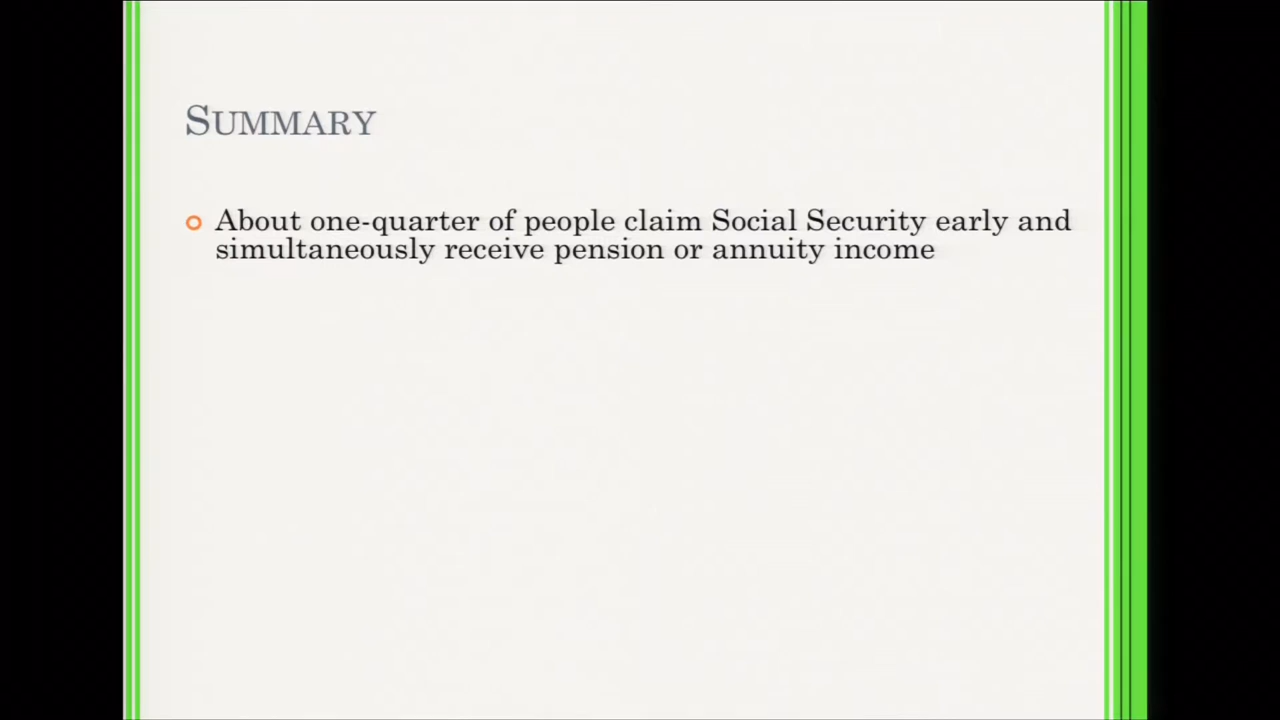 SUMMARY
About one-quarter of people claim Social Security early and
simultaneously receive pension or annuity income